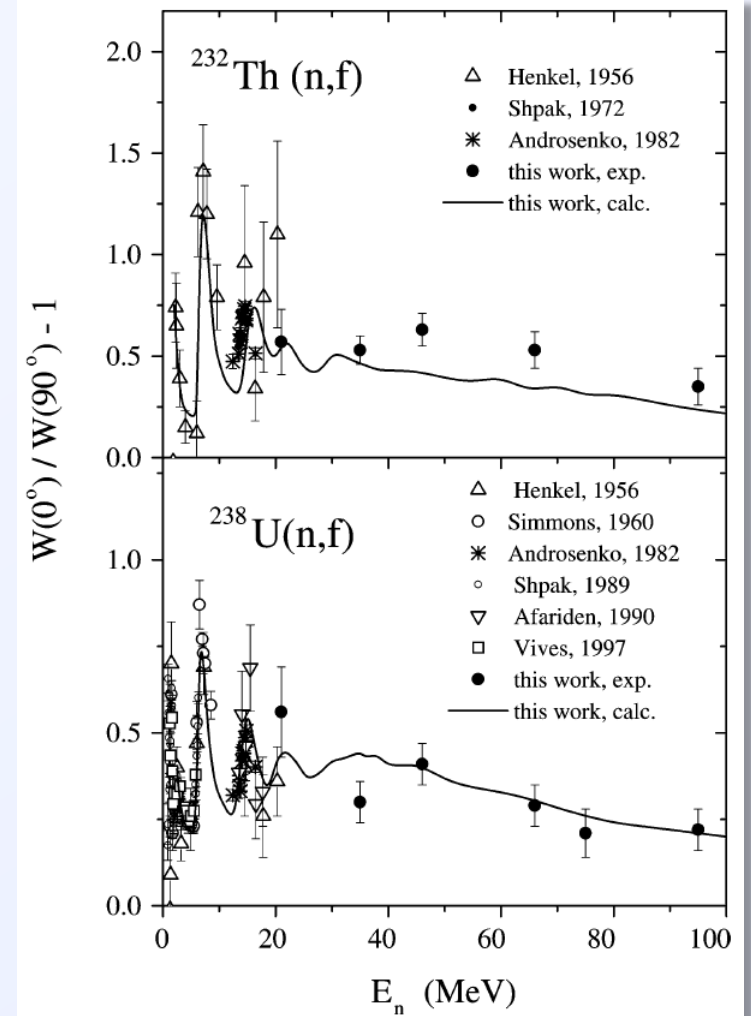 2.0
1.5
1.0
0.5
0.0
²³²Th (n,f)
Henkel, 1956
Shpak, 1972
Androsenko, 1982
this work, exp.
this work, calc.
W(0°) / W(90°) - 1
1.0
0.5
0.0
²³⁸U(n,f)
Henkel, 1956
Simmons, 1960
Androsenko, 1982
Shpak, 1989
Afariden, 1990
Vives, 1997
this work, exp.
this work, calc.
0 20 40 60 80 100
Eₙ (MeV)